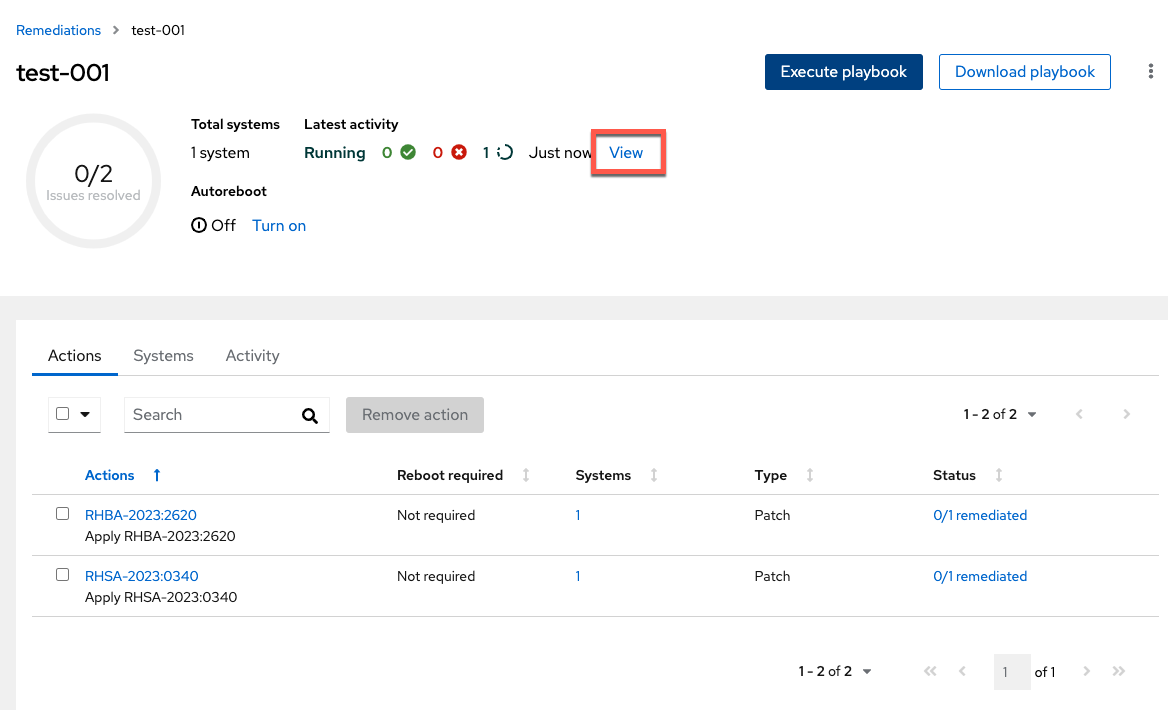 Remediations > test-001
test-001
Execute playbook Download playbook
Total systems Latest activity
1 system Running 0 0 1 Just now View
0/2
Issues resolved
Autoreboot
Off Turn on
Actions Systems Activity
Search Remove action 1 - 2 of 2
Actions Reboot required Systems Type Status
RHBA-2023:2620 Not required 1 Patch 0/1 remediated
Apply RHBA-2023:2620
RHSA-2023:0340 Not required 1 Patch 0/1 remediated
Apply RHSA-2023:0340
1 - 2 of 2 1 of 1